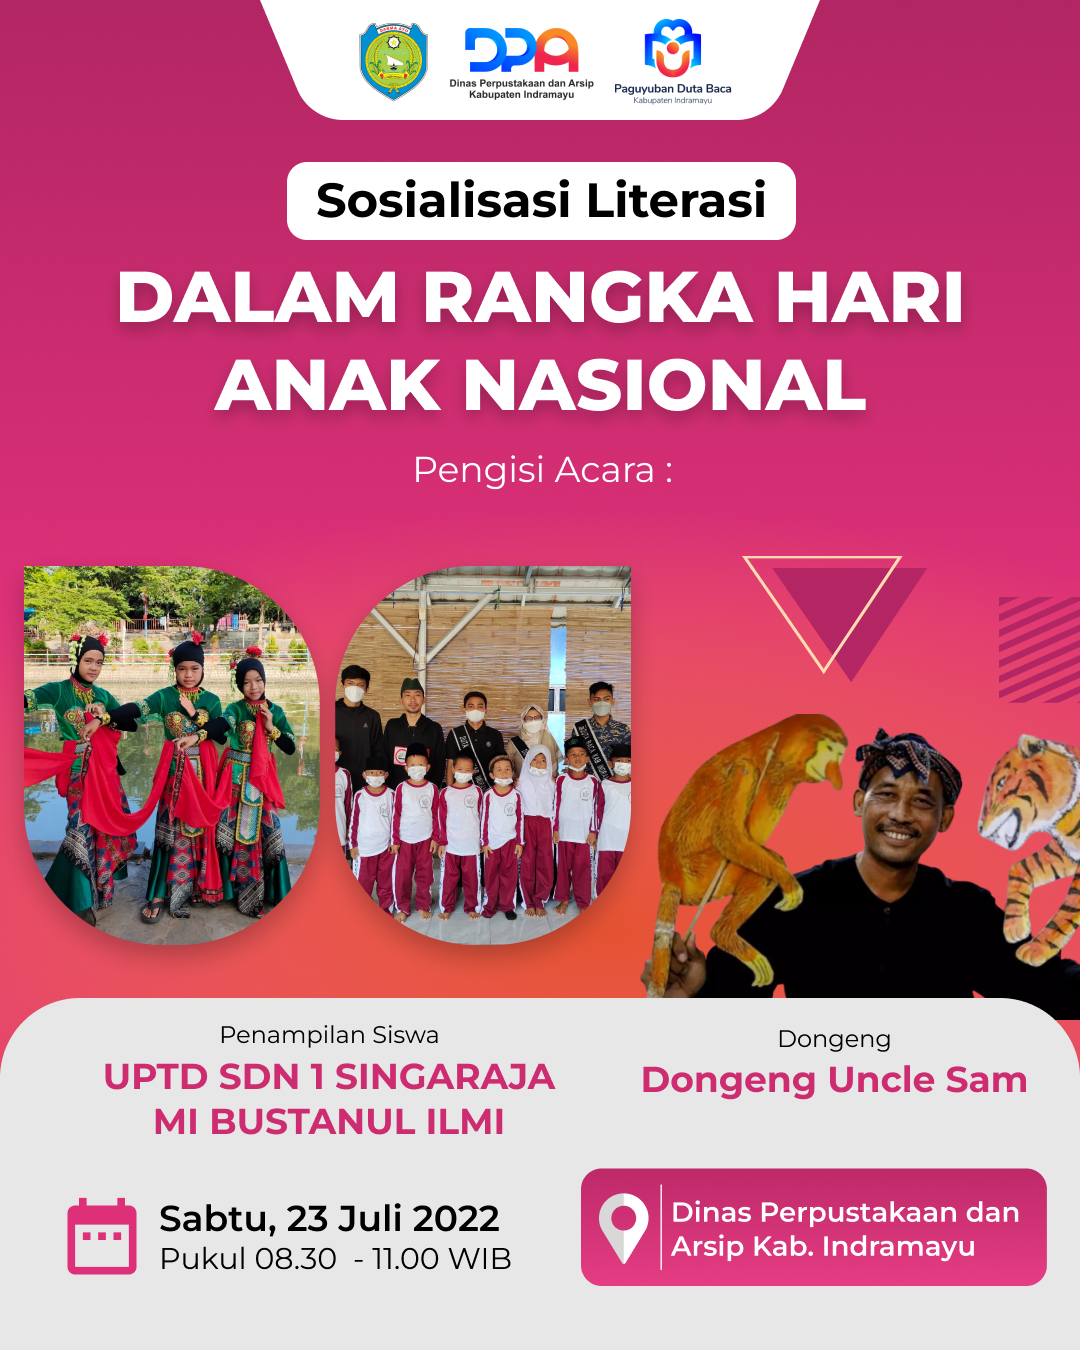 DPA
Dinas Perpustakaan dan Arsip
Kabupaten Indramayu
Paguyuban Duta Baca
Kabupaten Indramayu
Sosialisasi Literasi
DALAM RANGKA HARI
ANAK NASIONAL
Pengisi Acara :
Penampilan Siswa
UPTD SDN 1 SINGARAJA
MI BUSTANUL ILMI
Dongeng
Dongeng Uncle Sam
Sabtu, 23 Juli 2022
Pukul 08.30 - 11.00 WIB
Dinas Perpustakaan dan
Arsip Kab. Indramayu